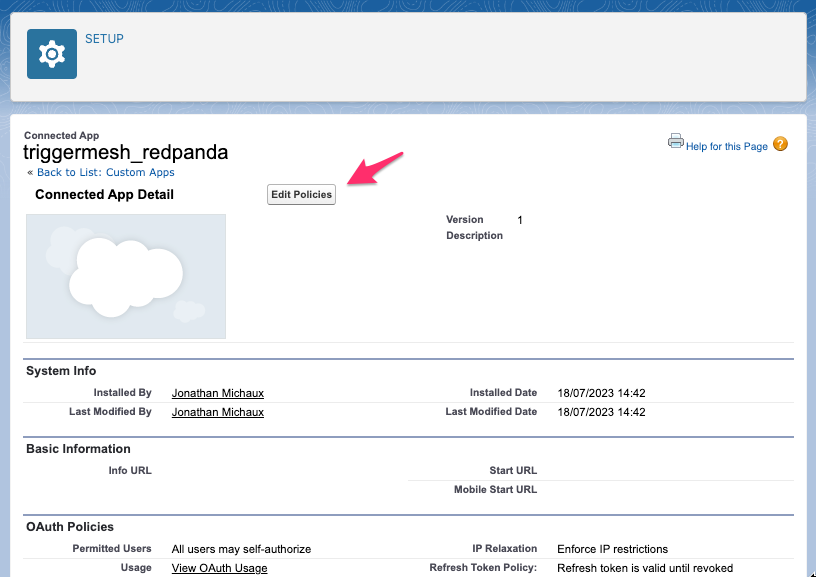 SETUP
Connected App
triggermesh_redpanda
Help for this Page ?
« Back to List: Custom Apps
Connected App Detail
Edit Policies
Version 1
Description
System Info
Installed By Jonathan Michaux Installed Date 18/07/2023 14:42
Last Modified By Jonathan Michaux Last Modified Date 18/07/2023 14:42
Basic Information
Info URL Start URL
Mobile Start URL
OAuth Policies
Permitted Users All users may self-authorize IP Relaxation Enforce IP restrictions
Usage View OAuth Usage Refresh Token Policy: Refresh token is valid until revoked